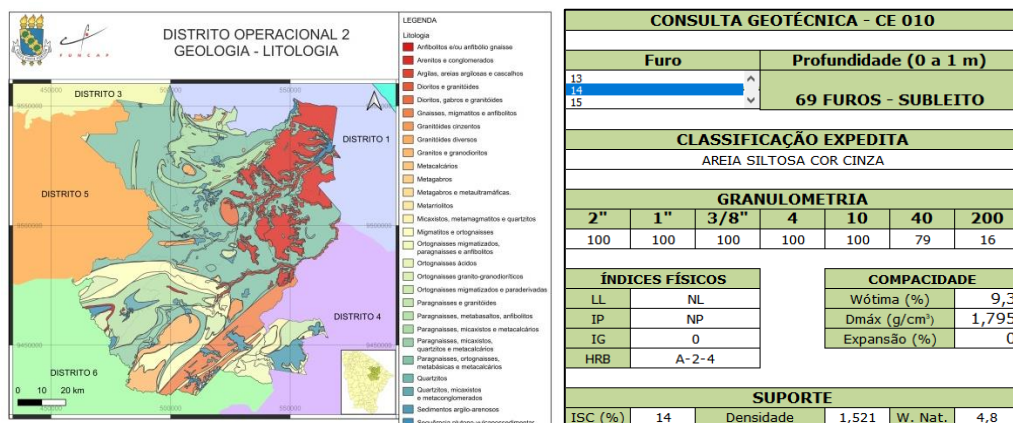 FUNCAP
DISTRITO OPERACIONAL 2
GEOLOGIA - LITOLOGIA
450000
500000
550000
DISTRITO 3
DISTRITO 1
DISTRITO 5
DISTRITO 4
DISTRITO 6
9550000
9500000
9450000
0 10 20 km
450000
500000
550000
LEGENDA
Litologia
Anfibolitos e/ou anfibólio gnaisse
Arenitos e conglomerados
Argilas, areias argilosas e cascalhos
Dioritos e granitóides
Dioritos, gabros e granitóides
Gnaisses, migmatitos e anfibolitos
Granitóides cinzentos
Granitóides diversos
Granitos e granodioritos
Metacalcários
Metagabros
Metagabros e metaultramáficas.
Metarriolitos
Micaxistos, metamagmatitos e quartzitos
Migmatitos e ortognaisses
Ortognaisses migmatizados,
paragnaisses e anfibolitos
Ortognaisses ácidos
Ortognaisses granito-granodioríticos
Ortognaisses migmatizados e paraderivadas
Paragnaisses e granitóides
Paragnaisses, metabasaltos, anfibolitos
Paragnaisses, micaxistos e metacalcários
Paragnaisses, micaxistos,
quartzitos e metacalcários
Paragnaisses, ortognaisses,
metabásicas e metacalcários
Quartzitos
Quartzitos, micaxistos
e metaconglomerados
Sedimentos argilo-arenosos
CONSULTA GEOTÉCNICA - CE 010
Furo Profundidade (0 a 1 m)
13
14
15
69 FUROS - SUBLEITO
CLASSIFICAÇÃO EXPEDITA
AREIA SILTOSA COR CINZA
GRANULOMETRIA
2" 1" 3/8" 4 10 40 200
100 100 100 100 100 79 16
ÍNDICES FÍSICOS COMPACIDADE
LL NL Wótima (%) 9,3
IP NP Dmáx (g/cm³) 1,795
IG 0 Expansão (%) 0
HRB A-2-4
SUPORTE
ISC (%) 14 Densidade 1,521 W. Nat. 4,8